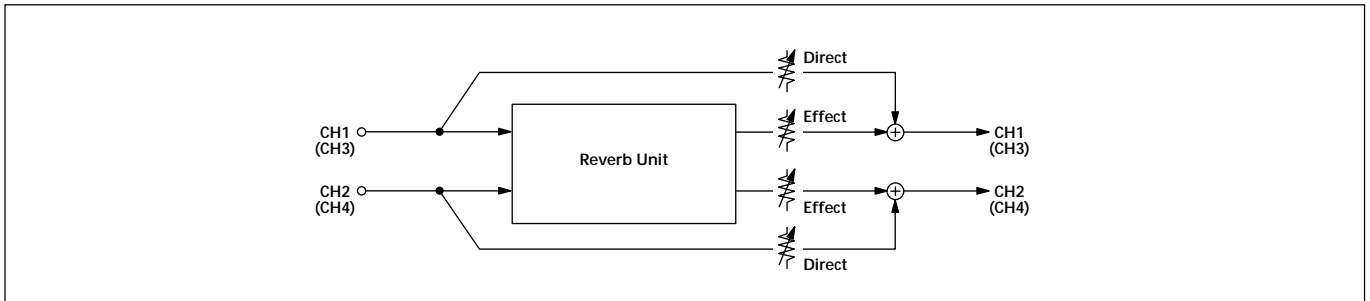 Direct
Effect
CH1
(CH3)
CH1
(CH3)
Reverb Unit
CH2
(CH4)
CH2
(CH4)
Effect
Direct